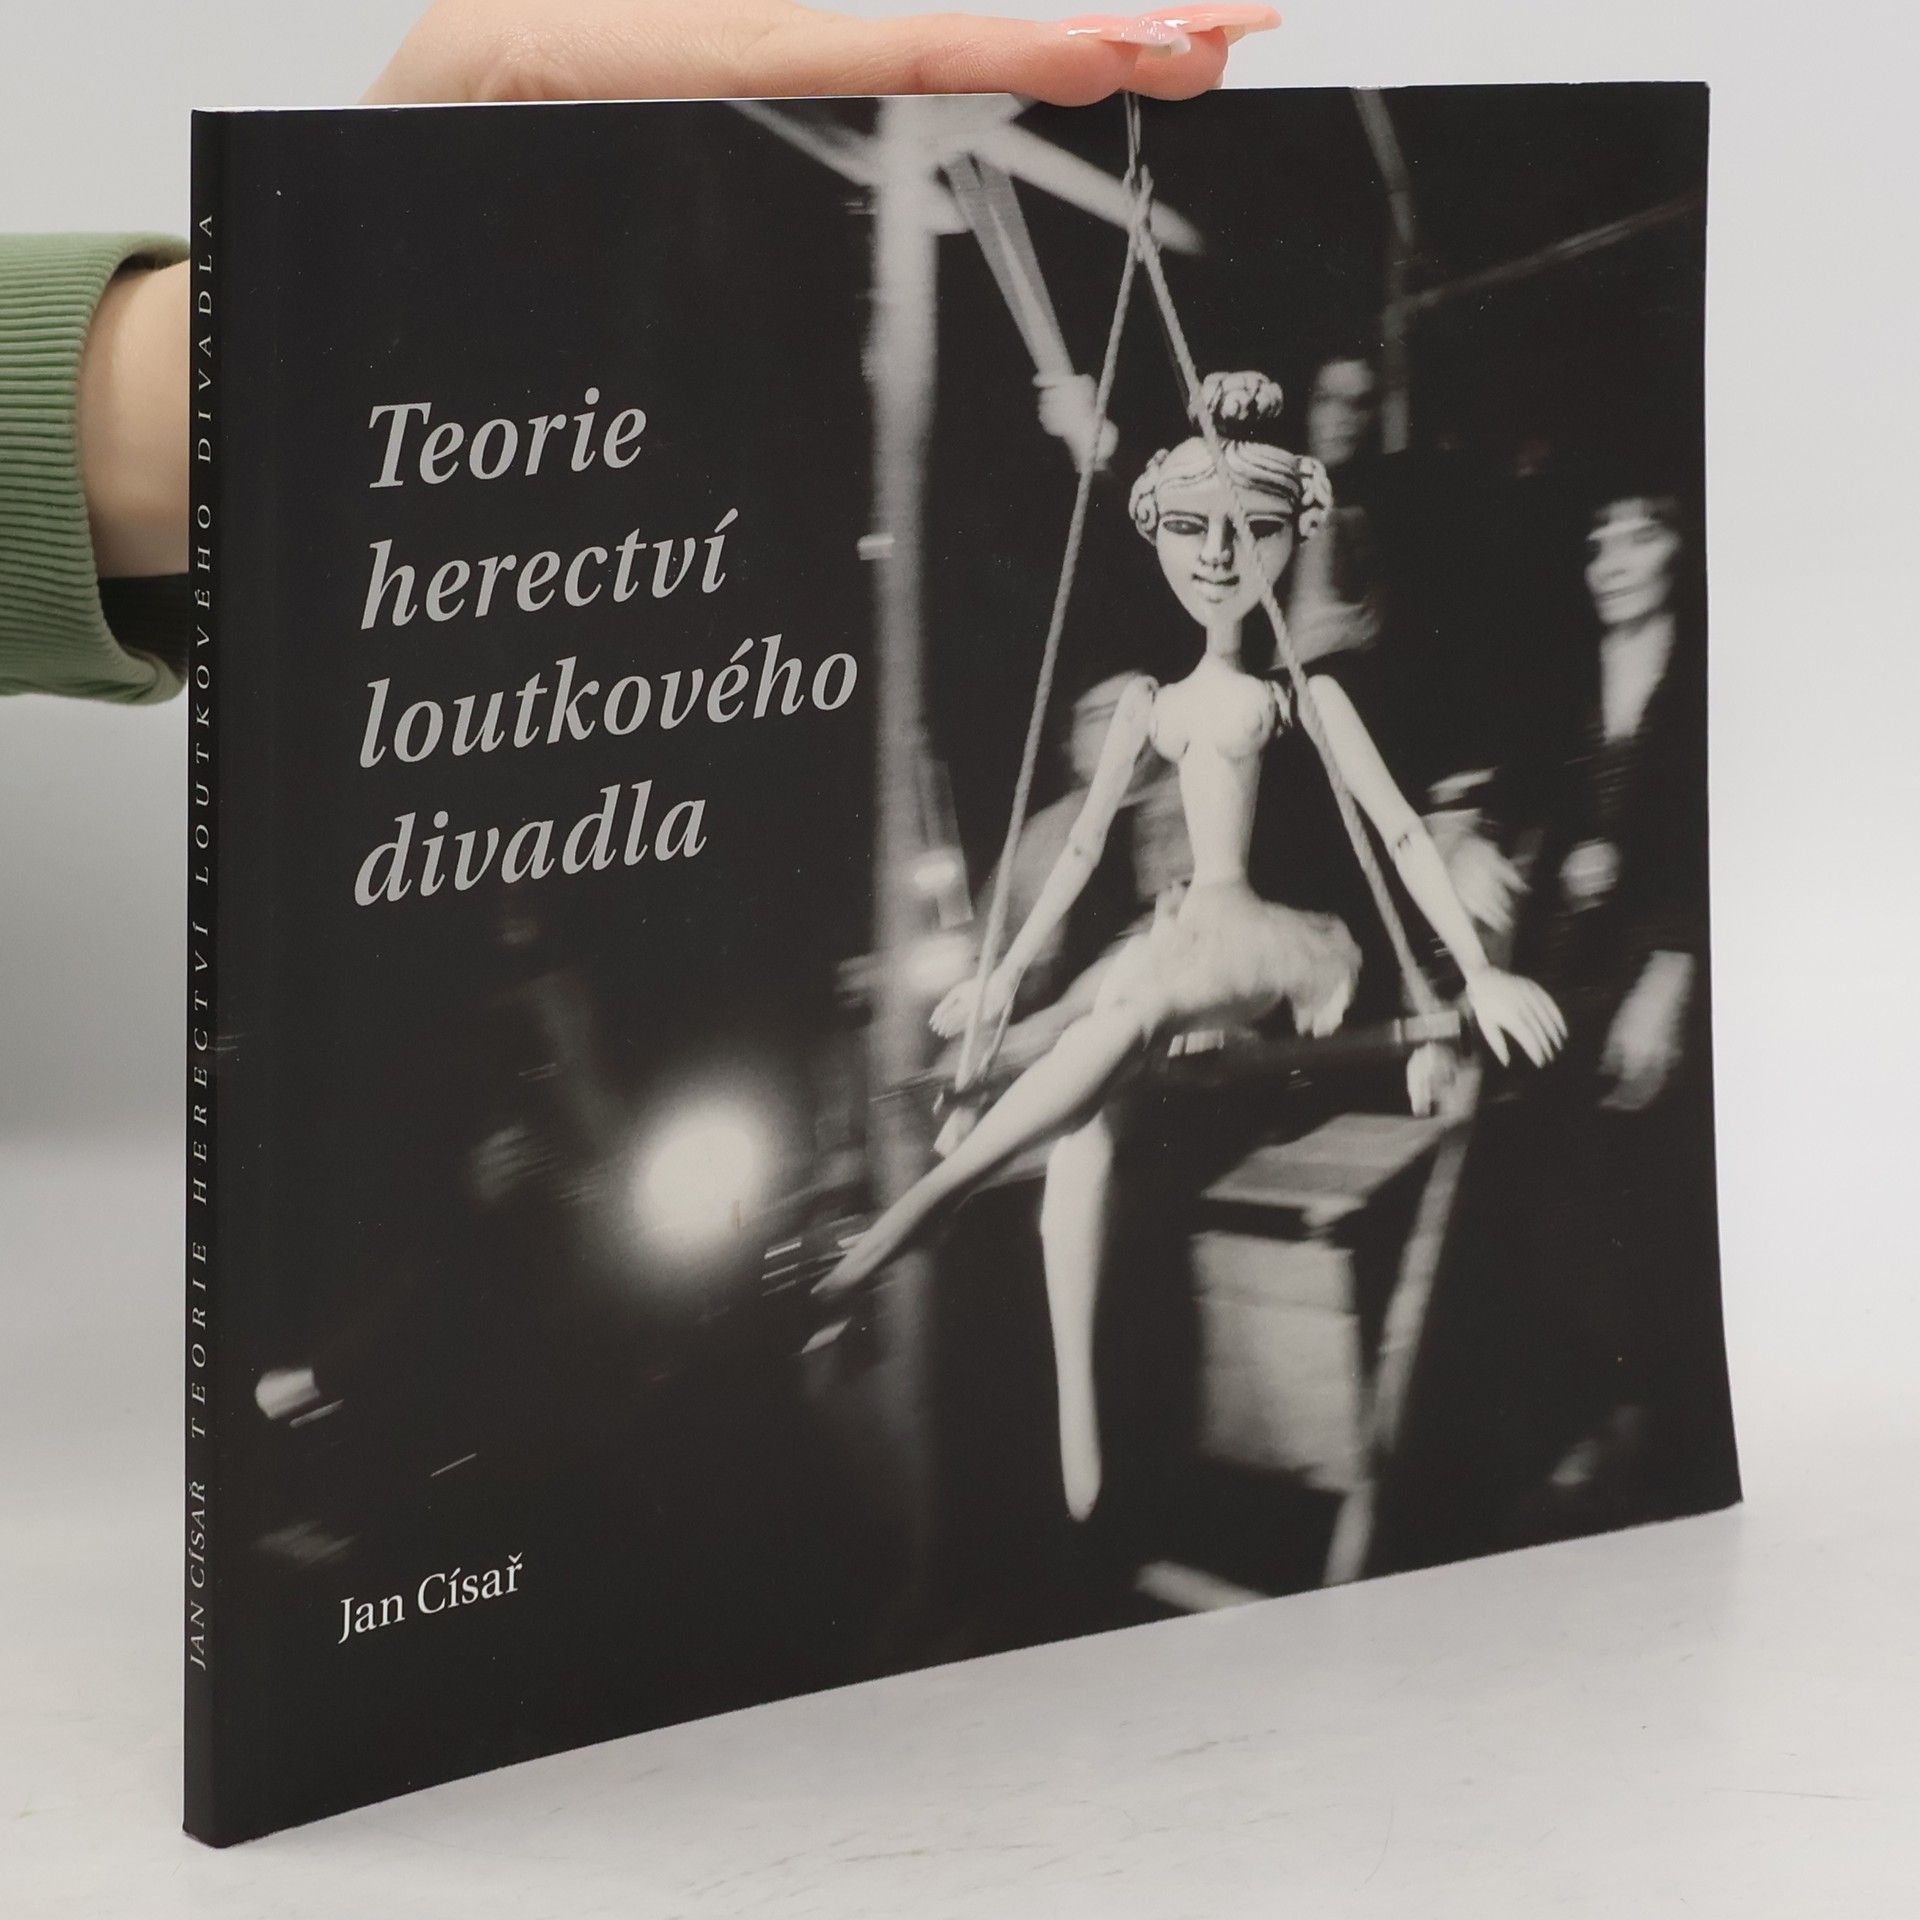 Teorie
herectví
loutkového
divadla
Jan Císař
JAN CÍSAŘ TEORIE HERECTVÍ LOUTKOVÉHO DIVADLA